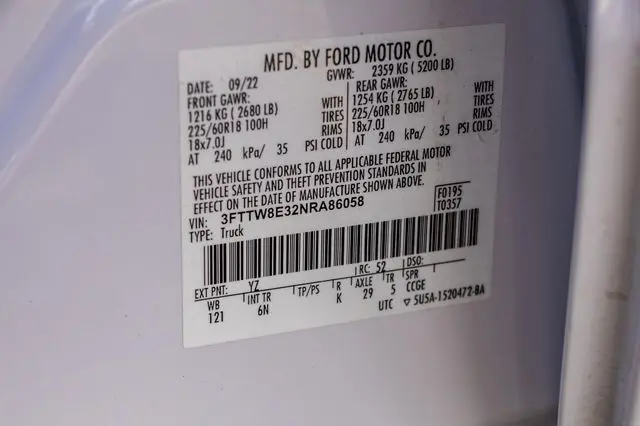 MFD. BY FORD MOTOR CO.
DATE: 09/22 GVWR: 2359 KG ( 5200 LB)
FRONT GAWR: REAR GAWR:
1216 KG ( 2680 LB) WITH 1254 KG ( 2765 LB) WITH
225/60R18 100H TIRES 225/60R18 100H TIRES
18x7.0J RIMS 18x7.0J RIMS
AT 240 kPa/ 35 PSI COLD AT 240 kPa/ 35 PSI COLD
THIS VEHICLE CONFORMS TO ALL APPLICABLE FEDERAL MOTOR
VEHICLE SAFETY AND THEFT PREVENTION STANDARDS IN
EFFECT ON THE DATE OF MANUFACTURE SHOWN ABOVE.
VIN: 3FTTW8E32NRA86058 F0195
TYPE: Truck T0357
EXT PNT: YZ RC: 52 DSO:
WB INT TR TP/PS R AXLE TR SPR
121 6N K 29 5 CCGE
UTC ▽ 5U5A-1520472-BA